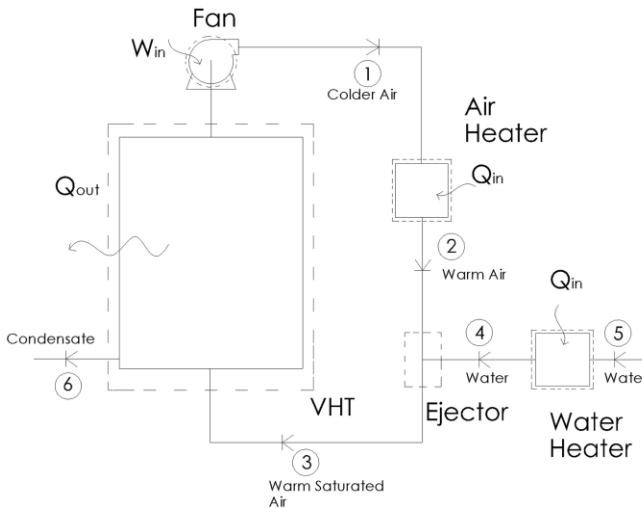 Fan
Win
1
Colder Air
Air
Heater
Qin
Qout
2
Warm Air
Qin
Condensate
4
5
6
Water
Wate
VHT
Ejector
Water
Heater
3
Warm Saturated
Air